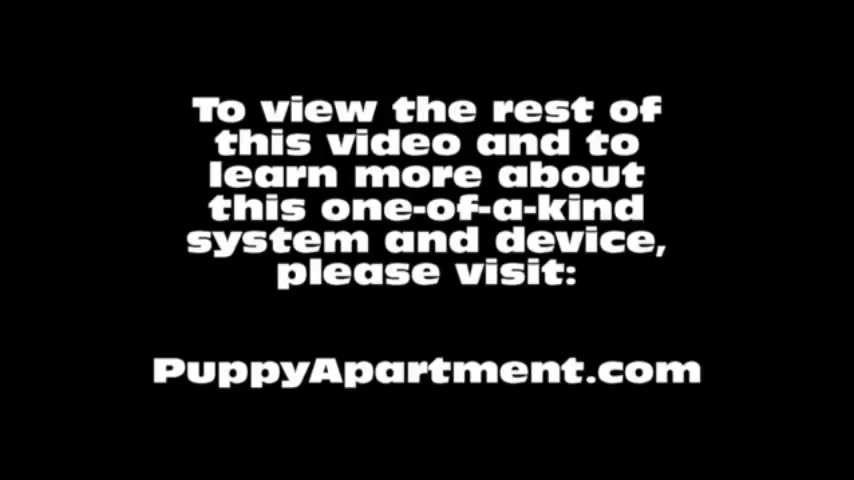 To view the rest of
this video and to
learn more about
this one-of-a-kind
system and device,
please visit:
PuppyApartment.com